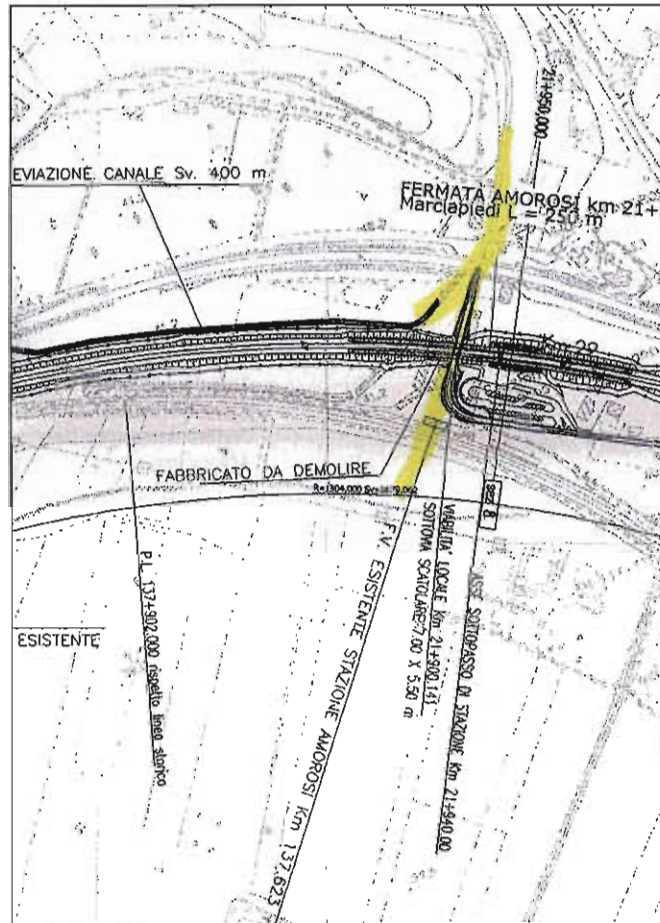 21+950,000
EVIAZIONE CANALE Sv. 400 m
FERMATA AMOROSI km 21+
Marciapiedi L = 250 m
FABBRICATO DA DEMOLIRE
VIABILITA' LOCALE Km 21+900,141
SOTTOVIA SCATOLARE 7.00 X 5.50 m
ASSE SOTTOPASSO DI STAZIONE Km 21+940.00
F.V. ESISTENTE STAZIONE AMOROSI Km 137,623
P.L. 137+902.000 rispetto linea storica
ESISTENTE